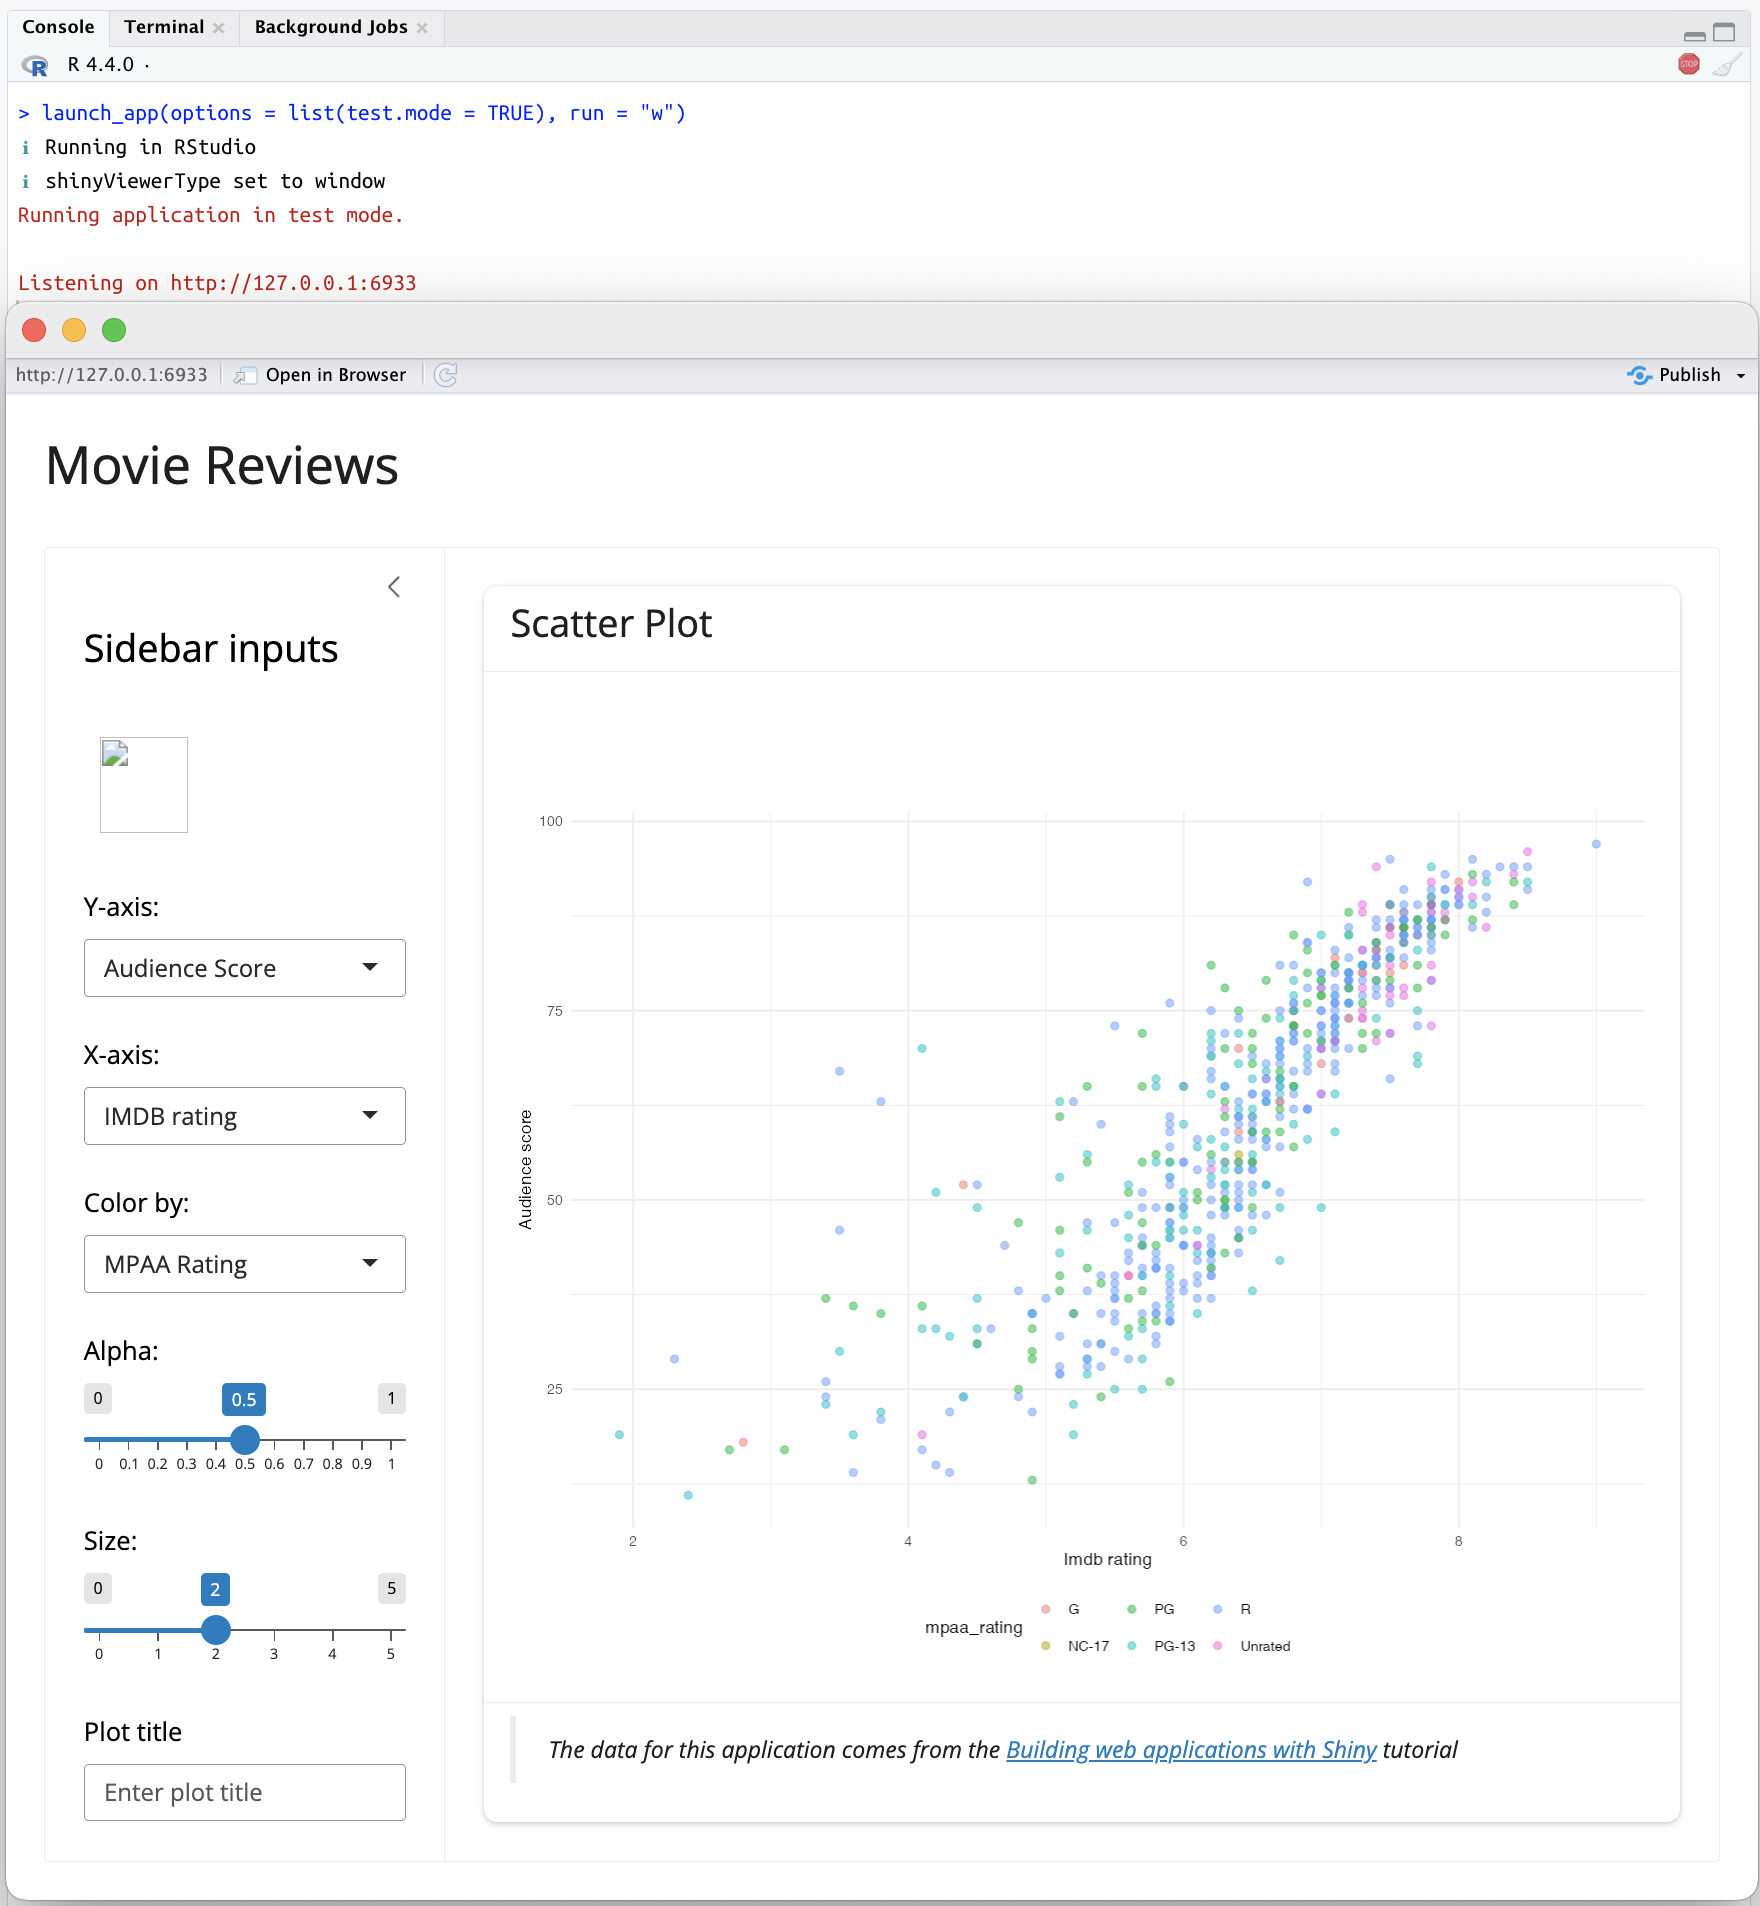 Console Terminal Background Jobs
R 4.4.0 ·
STOP
> launch_app(options = list(test.mode = TRUE), run = "w")
i Running in RStudio
i shinyViewerType set to window
Running application in test mode.
Listening on http://127.0.0.1:6933
http://127.0.0.1:6933 Open in Browser Publish
Movie Reviews
Sidebar inputs
Y-axis:
Audience Score
X-axis:
IMDB rating
Color by:
MPAA Rating
Alpha:
0 0.5 1
0 0.1 0.2 0.3 0.4 0.5 0.6 0.7 0.8 0.9 1
Size:
0 2 5
0 1 2 3 4 5
Plot title
Enter plot title
Scatter Plot
100
75
50
25
Audience score
2 4 6 8
Imdb rating
mpaa_rating
G PG R
NC-17 PG-13 Unrated
The data for this application comes from the Building web applications with Shiny tutorial